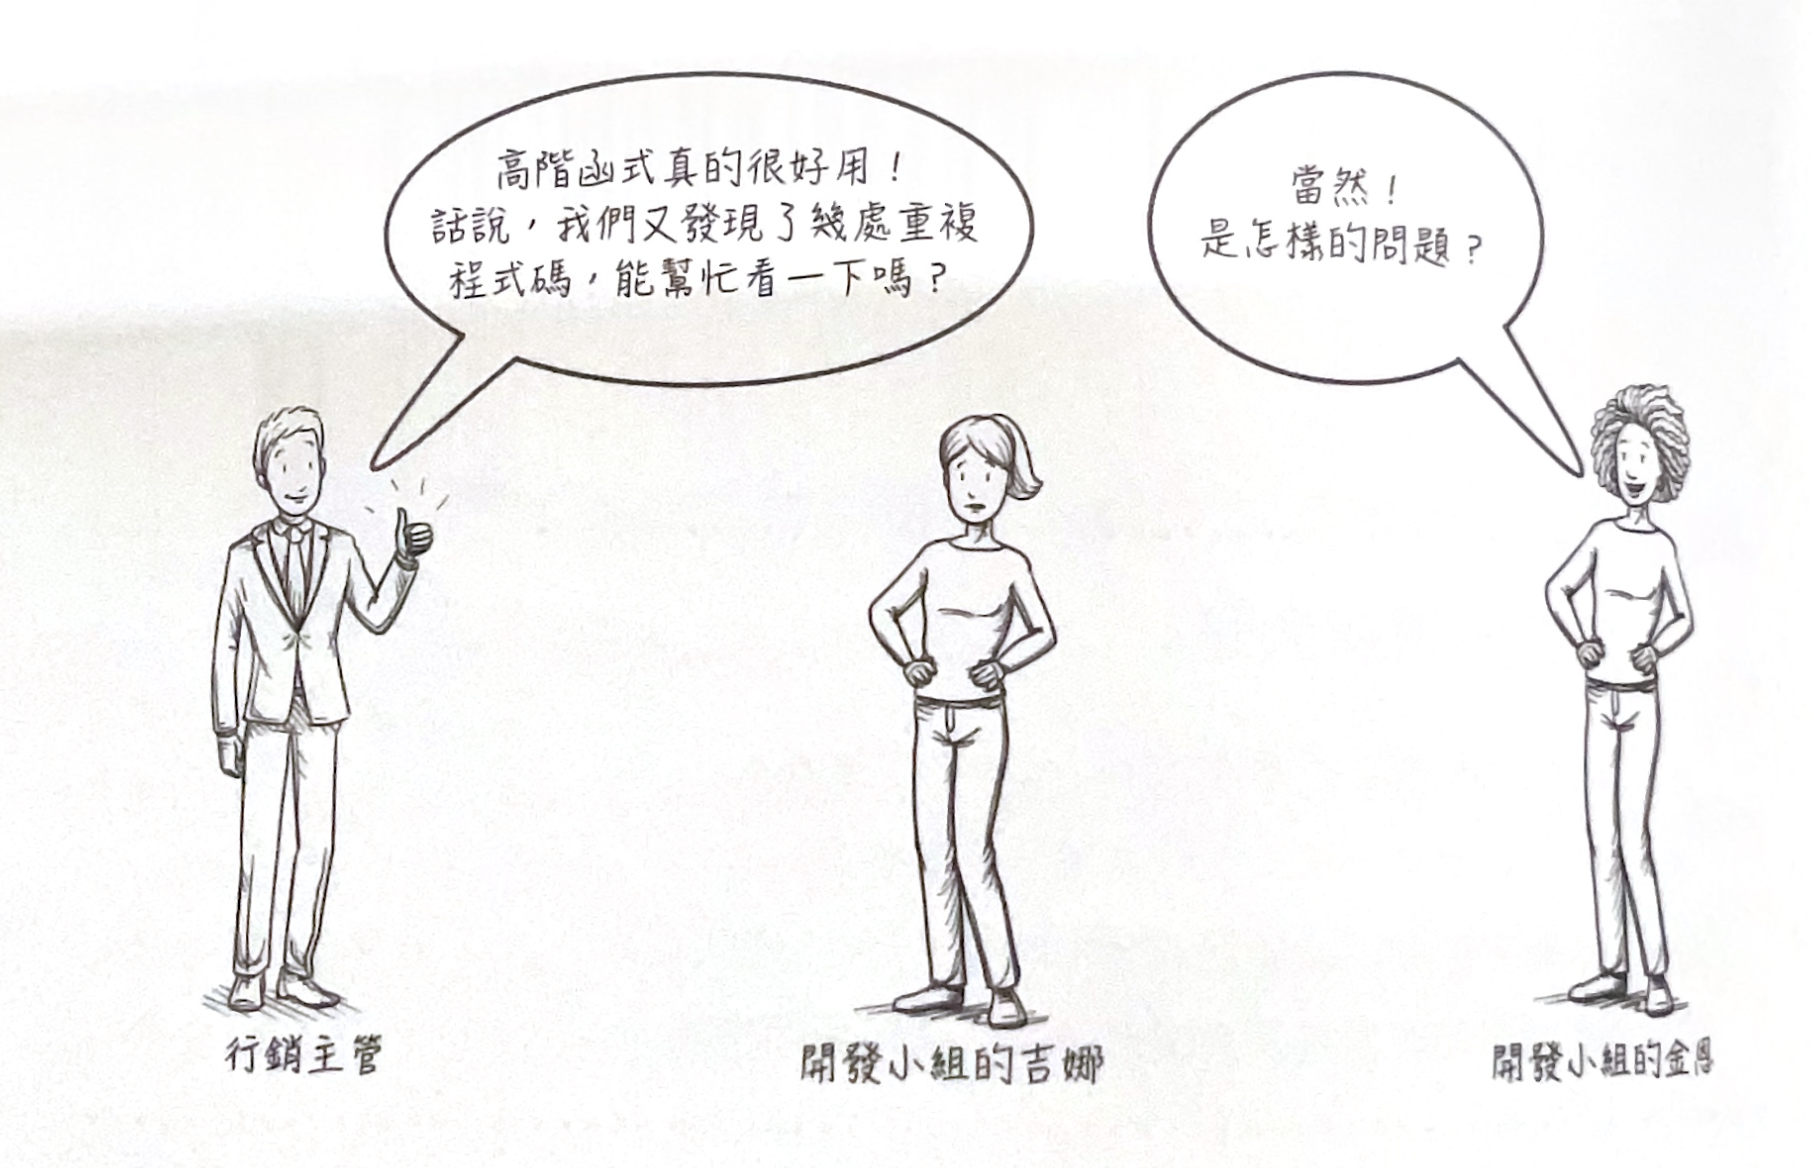 高階函式真的很好用！
話說，我們又發現了幾處重複
程式碼，能幫忙看一下嗎？
當然！
是怎樣的問題？
行銷主管
開發小組的吉娜
開發小組的金恩